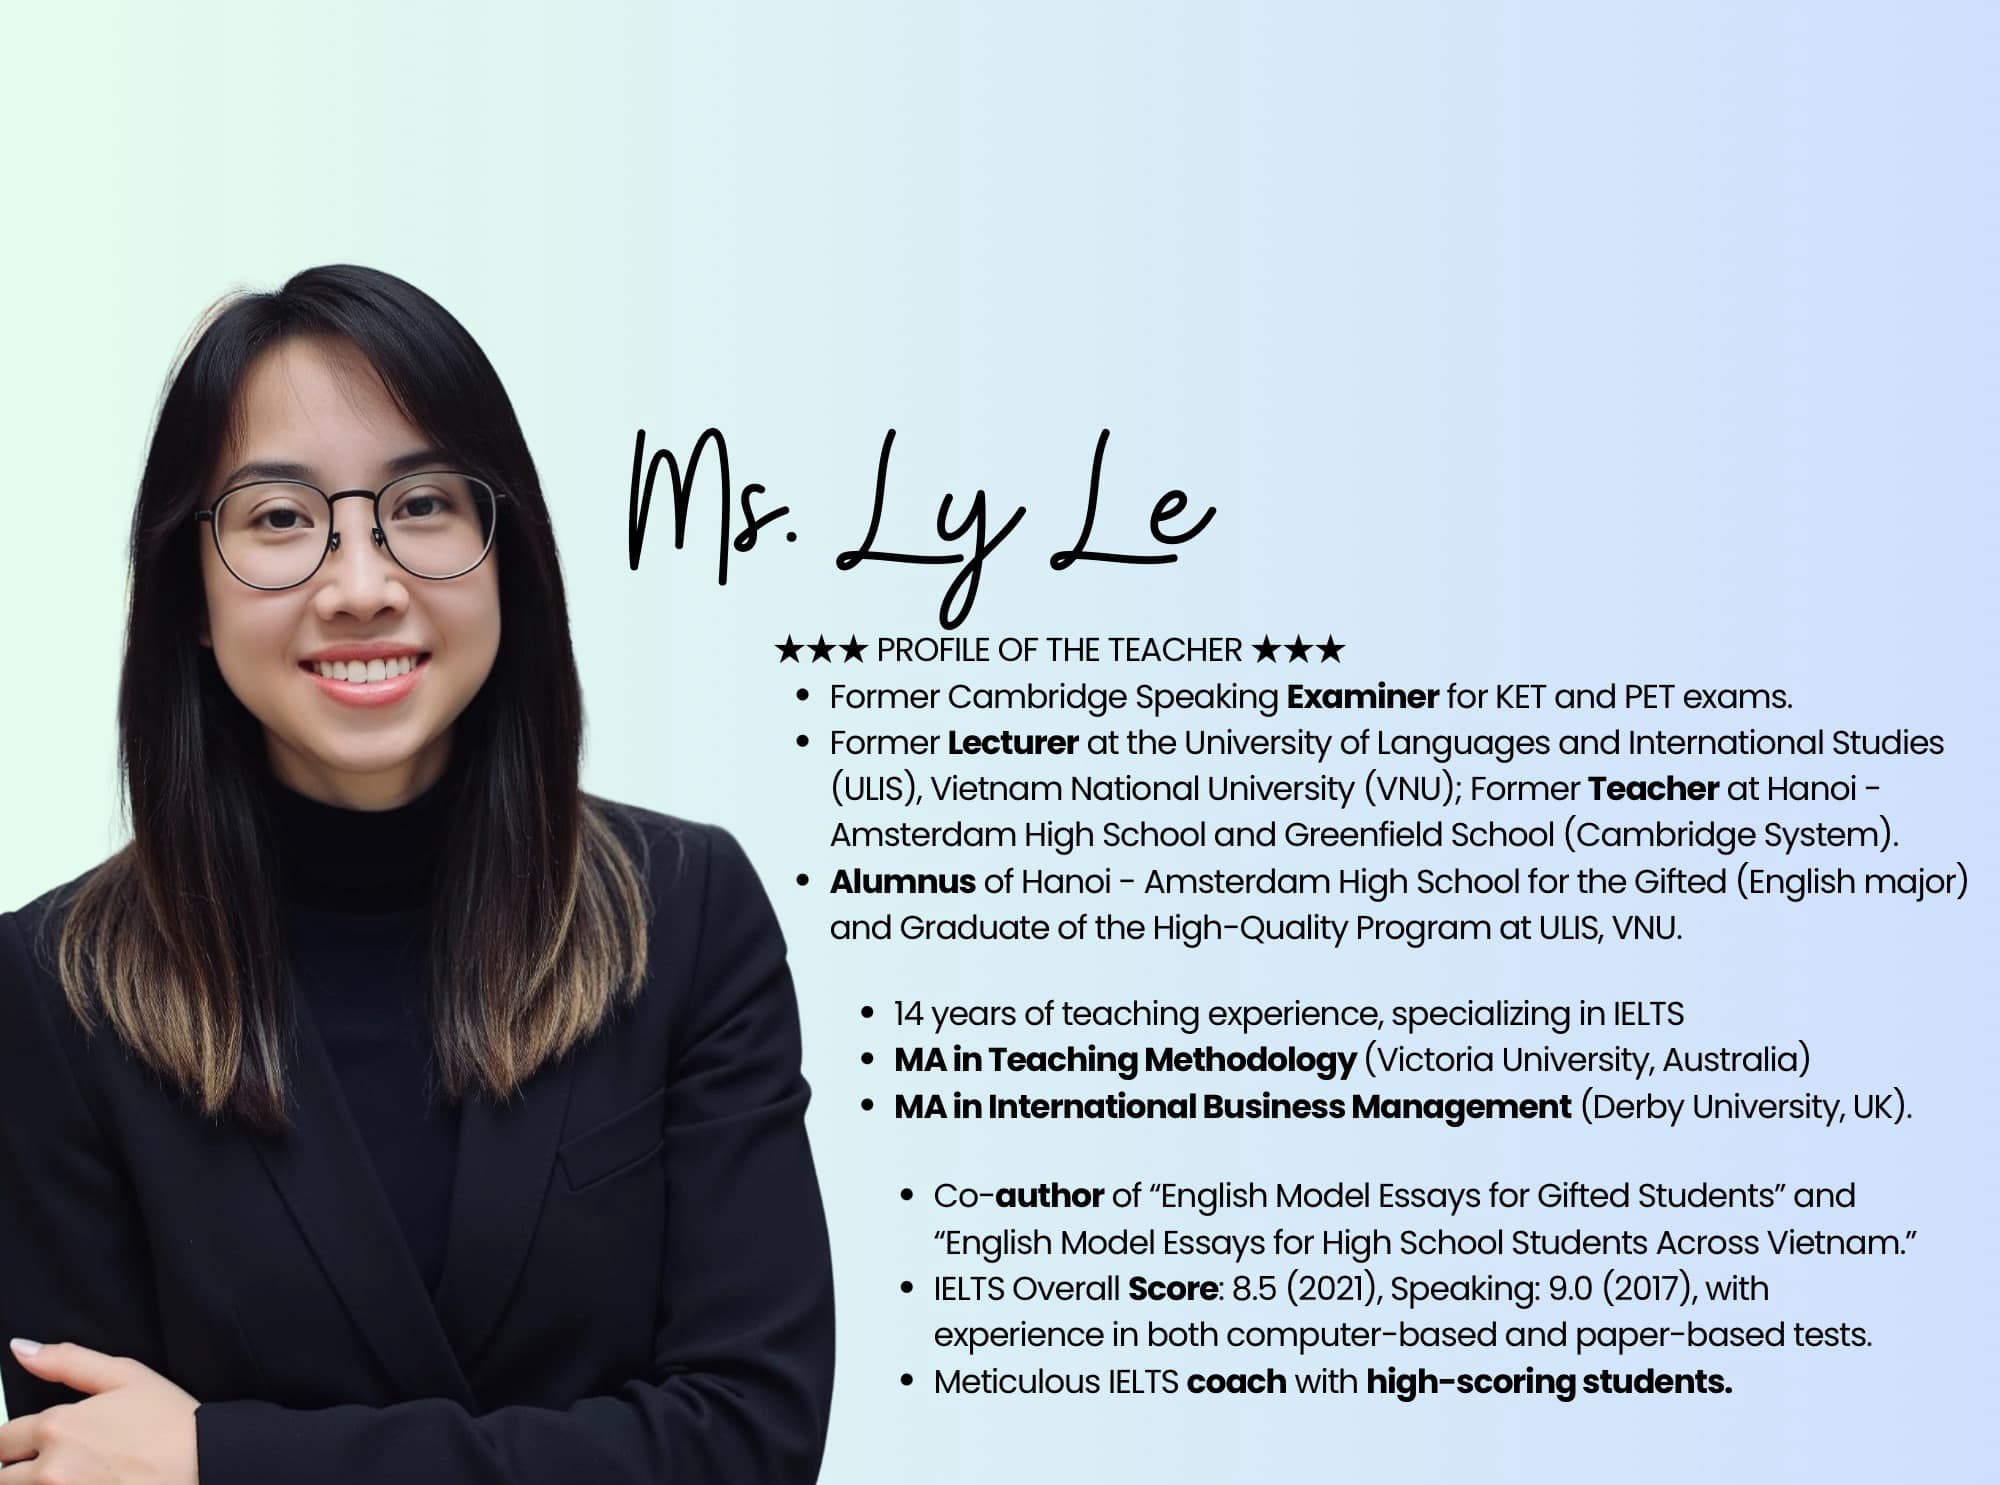 Ms. Ly Le
★★★ PROFILE OF THE TEACHER ★★★
• Former Cambridge Speaking Examiner for KET and PET exams.
• Former Lecturer at the University of Languages and International Studies
(ULIS), Vietnam National University (VNU); Former Teacher at Hanoi -
Amsterdam High School and Greenfield School (Cambridge System).
• Alumnus of Hanoi - Amsterdam High School for the Gifted (English major)
and Graduate of the High-Quality Program at ULIS, VNU.
• 14 years of teaching experience, specializing in IELTS
• MA in Teaching Methodology (Victoria University, Australia)
• MA in International Business Management (Derby University, UK).
• Co-author of “English Model Essays for Gifted Students” and
“English Model Essays for High School Students Across Vietnam.”
• IELTS Overall Score: 8.5 (2021), Speaking: 9.0 (2017), with
experience in both computer-based and paper-based tests.
• Meticulous IELTS coach with high-scoring students.